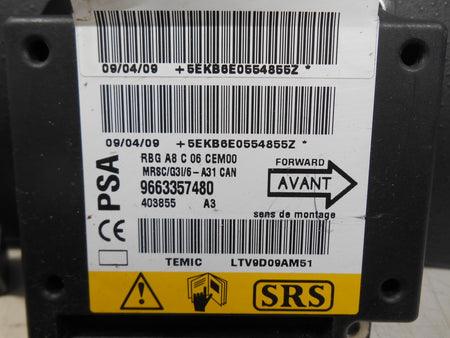 09/04/09 +5EKB6E0554855Z *
09/04/09 +5EKB6E0554855Z *
PSA
RBG A8 C 06 CEM00
MRSC/G3I/6- A31 CAN
9663357480
403855 A3
FORWARD
AVANT
sens de montage
CE
TEMIC LTV9D09AM51
SRS